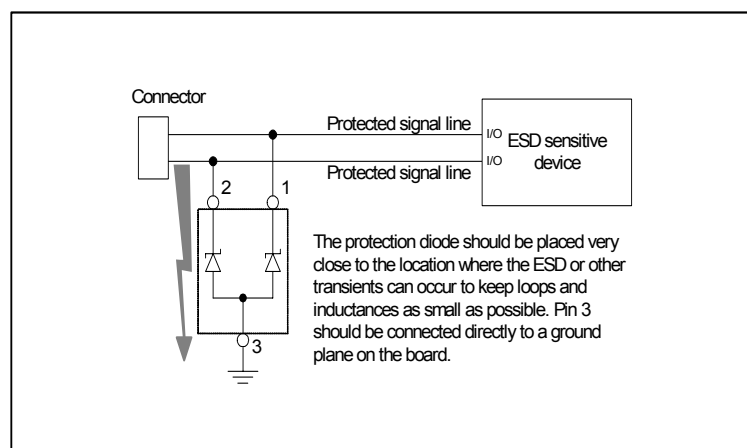 Connector
Protected signal line
I/O
ESD sensitive
device
I/O
Protected signal line
2
1
The protection diode should be placed very
close to the location where the ESD or other
transients can occur to keep loops and
inductances as small as possible. Pin 3
should be connected directly to a ground
plane on the board.
3